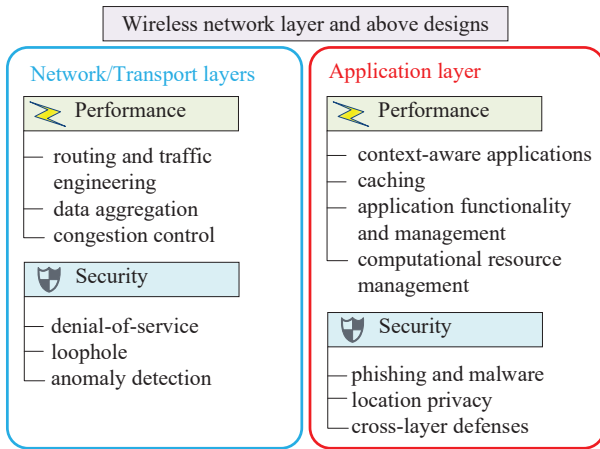 Wireless network layer and above designs
Network/Transport layers
Performance
routing and traffic
engineering
data aggregation
congestion control
Security
denial-of-service
loophole
anomaly detection
Application layer
Performance
context-aware applications
caching
application functionality
and management
computational resource
management
Security
phishing and malware
location privacy
cross-layer defenses